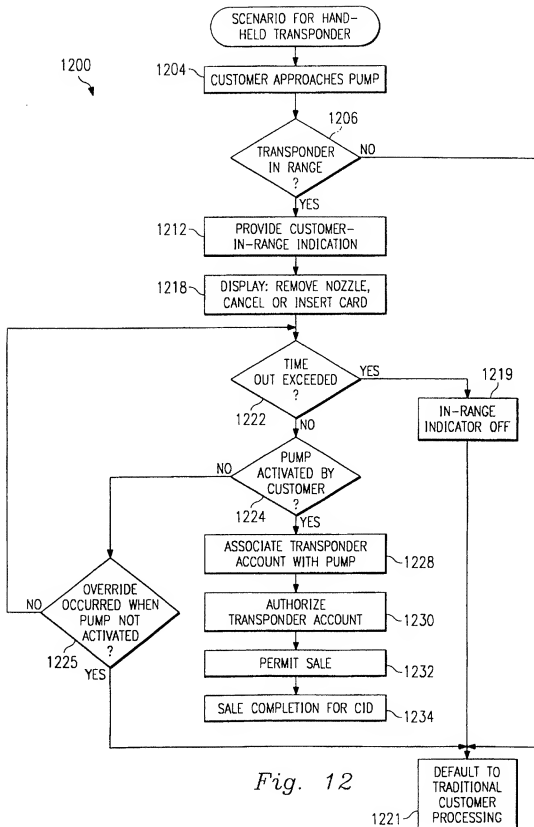 SCENARIO FOR HAND-
HELD TRANSPONDER
1200
1204
CUSTOMER APPROACHES PUMP
1206
TRANSPONDER
IN RANGE
?
NO
YES
1212
PROVIDE CUSTOMER-
IN-RANGE INDICATION
1218
DISPLAY: REMOVE NOZZLE,
CANCEL OR INSERT CARD
TIME
OUT EXCEEDED
?
YES
1222
NO
1219
IN-RANGE
INDICATOR OFF
PUMP
ACTIVATED BY
CUSTOMER
?
NO
1224
YES
ASSOCIATE TRANSPONDER
ACCOUNT WITH PUMP
1228
OVERRIDE
OCCURRED WHEN
PUMP NOT
ACTIVATED
?
NO
1225
YES
AUTHORIZE
TRANSPONDER ACCOUNT
1230
PERMIT SALE
1232
SALE COMPLETION FOR CID
1234
DEFAULT TO
TRADITIONAL
CUSTOMER
PROCESSING
1221
Fig. 12